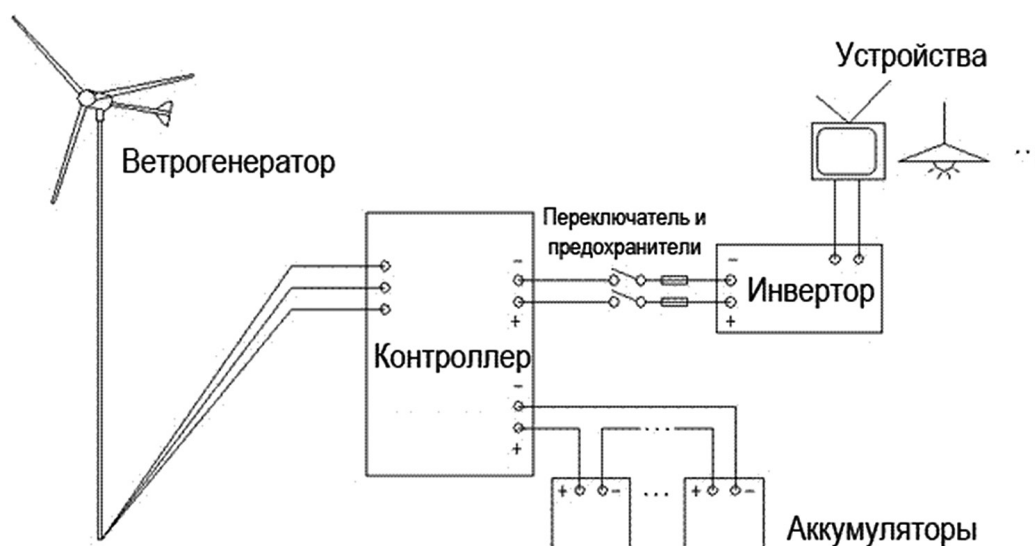 Устройства
Ветрогенератор
Переключатель и
предохранители
Инвертор
Контроллер
Аккумуляторы